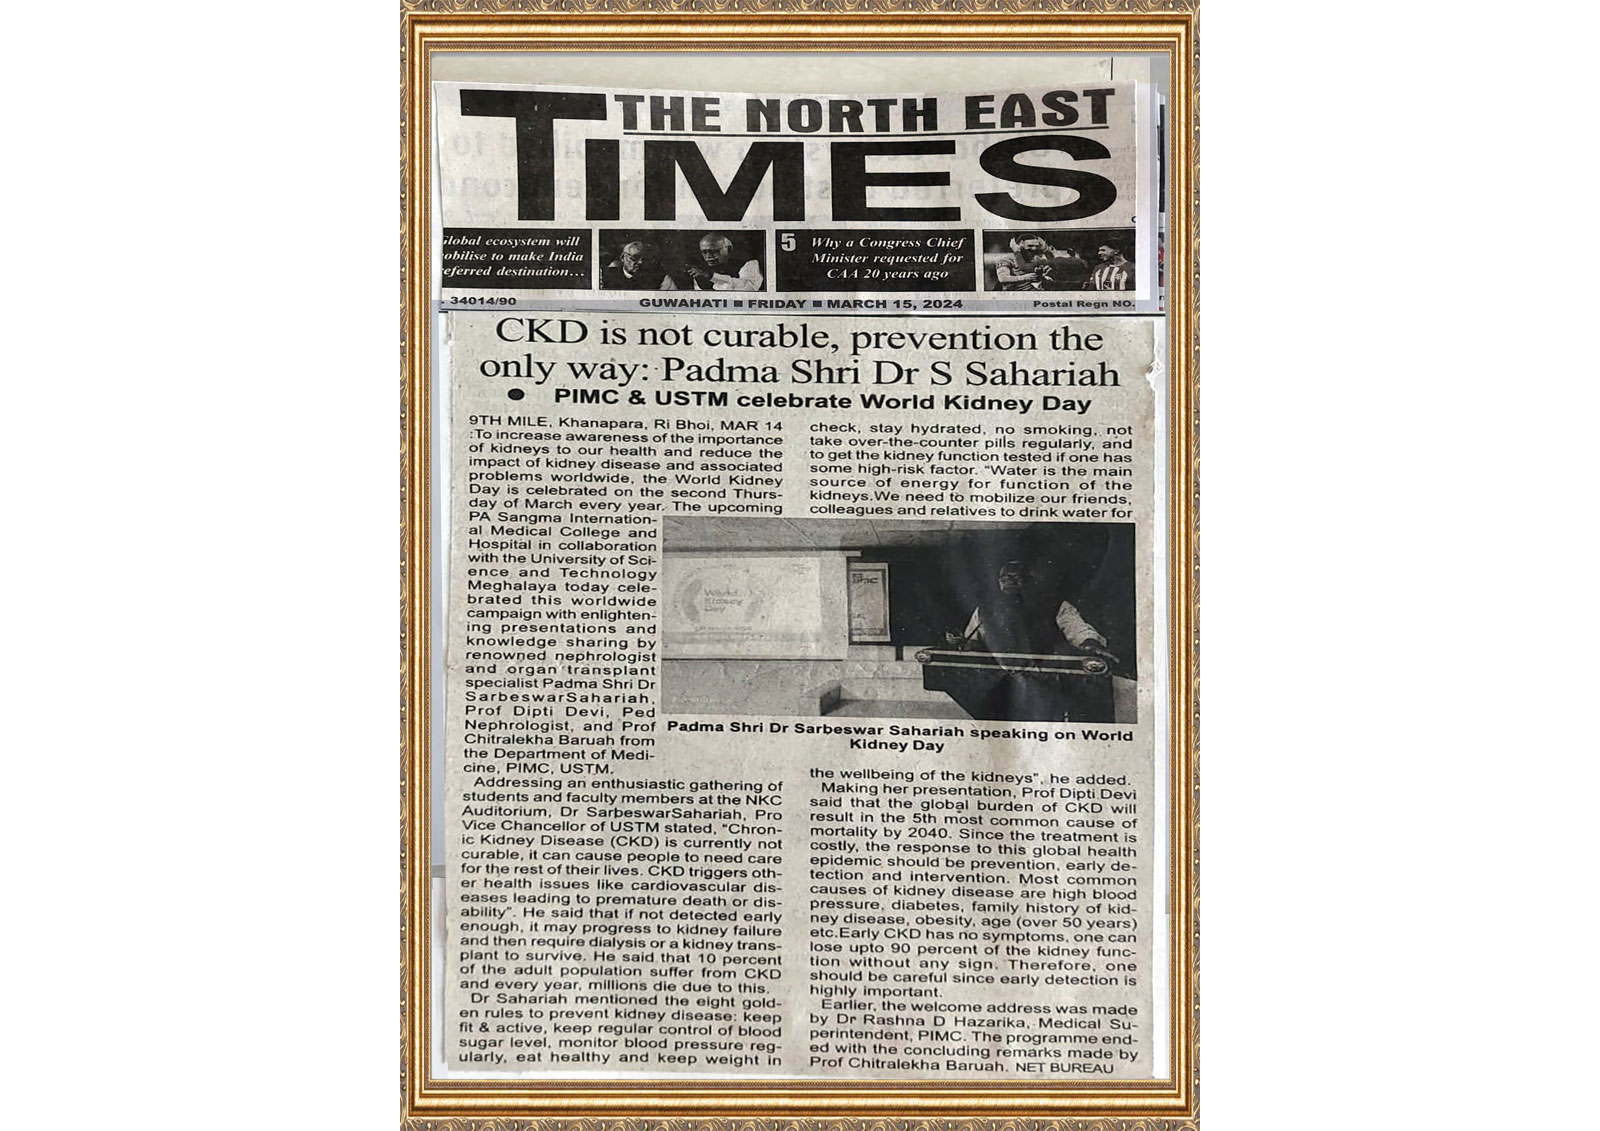 THE NORTH EAST
TIMES
Global ecosystem will
mobilise to make India
referred destination...
5 Why a Congress Chief
Minister requested for
CAA 20 years ago
. 34014/90
GUWAHATI ■ FRIDAY ■ MARCH 15, 2024
Postal Regn NO.
CKD is not curable, prevention the
only way: Padma Shri Dr S Sahariah
● PIMC & USTM celebrate World Kidney Day
9TH MILE, Khanapara, Ri Bhoi, MAR 14
:To increase awareness of the importance
of kidneys to our health and reduce the
impact of kidney disease and associated
problems worldwide, the World Kidney
Day is celebrated on the second Thurs-
day of March every year. The upcoming
PA Sangma Internation-
al Medical College and
Hospital in collaboration
with the University of Sci-
ence and Technology
Meghalaya today cele-
brated this worldwide
campaign with enlighten-
ing presentations and
knowledge sharing by
renowned nephrologist
and organ transplant
specialist Padma Shri Dr
SarbeswarSahariah,
Prof Dipti Devi, Ped
Nephrologist, and Prof
Chitralekha Baruah from
the Department of Medi-
cine, PIMC, USTM.
Addressing an enthusiastic gathering of
students and faculty members at the NKC
Auditorium, Dr SarbeswarSahariah, Pro
Vice Chancellor of USTM stated, "Chron-
ic Kidney Disease (CKD) is currently not
curable, it can cause people to need care
for the rest of their lives. CKD triggers oth-
er health issues like cardiovascular dis-
eases leading to premature death or dis-
ability". He said that if not detected early
enough, it may progress to kidney failure
and then require dialysis or a kidney trans-
plant to survive. He said that 10 percent
of the adult population suffer from CKD
and every year, millions die due to this.
Dr Sahariah mentioned the eight gold-
en rules to prevent kidney disease: keep
fit & active, keep regular control of blood
sugar level, monitor blood pressure reg-
ularly, eat healthy and keep weight in
check, stay hydrated, no smoking, not
take over-the-counter pills regularly, and
to get the kidney function tested if one has
some high-risk factor. "Water is the main
source of energy for function of the
kidneys.We need to mobilize our friends,
colleagues and relatives to drink water for
World
Kidney
Day
PIMC
Padma Shri Dr Sarbeswar Sahariah speaking on World
Kidney Day
the wellbeing of the kidneys", he added.
Making her presentation, Prof Dipti Devi
said that the global burden of CKD will
result in the 5th most common cause of
mortality by 2040. Since the treatment is
costly, the response to this global health
epidemic should be prevention, early de-
tection and intervention. Most common
causes of kidney disease are high blood
pressure, diabetes, family history of kid-
ney disease, obesity, age (over 50 years)
etc.Early CKD has no symptoms, one can
lose upto 90 percent of the kidney func-
tion without any sign. Therefore, one
should be careful since early detection is
highly important.
Earlier, the welcome address was made
by Dr Rashna D Hazarika, Medical Su-
perintendent, PIMC. The programme end-
ed with the concluding remarks made by
Prof Chitralekha Baruah. NET BUREAU